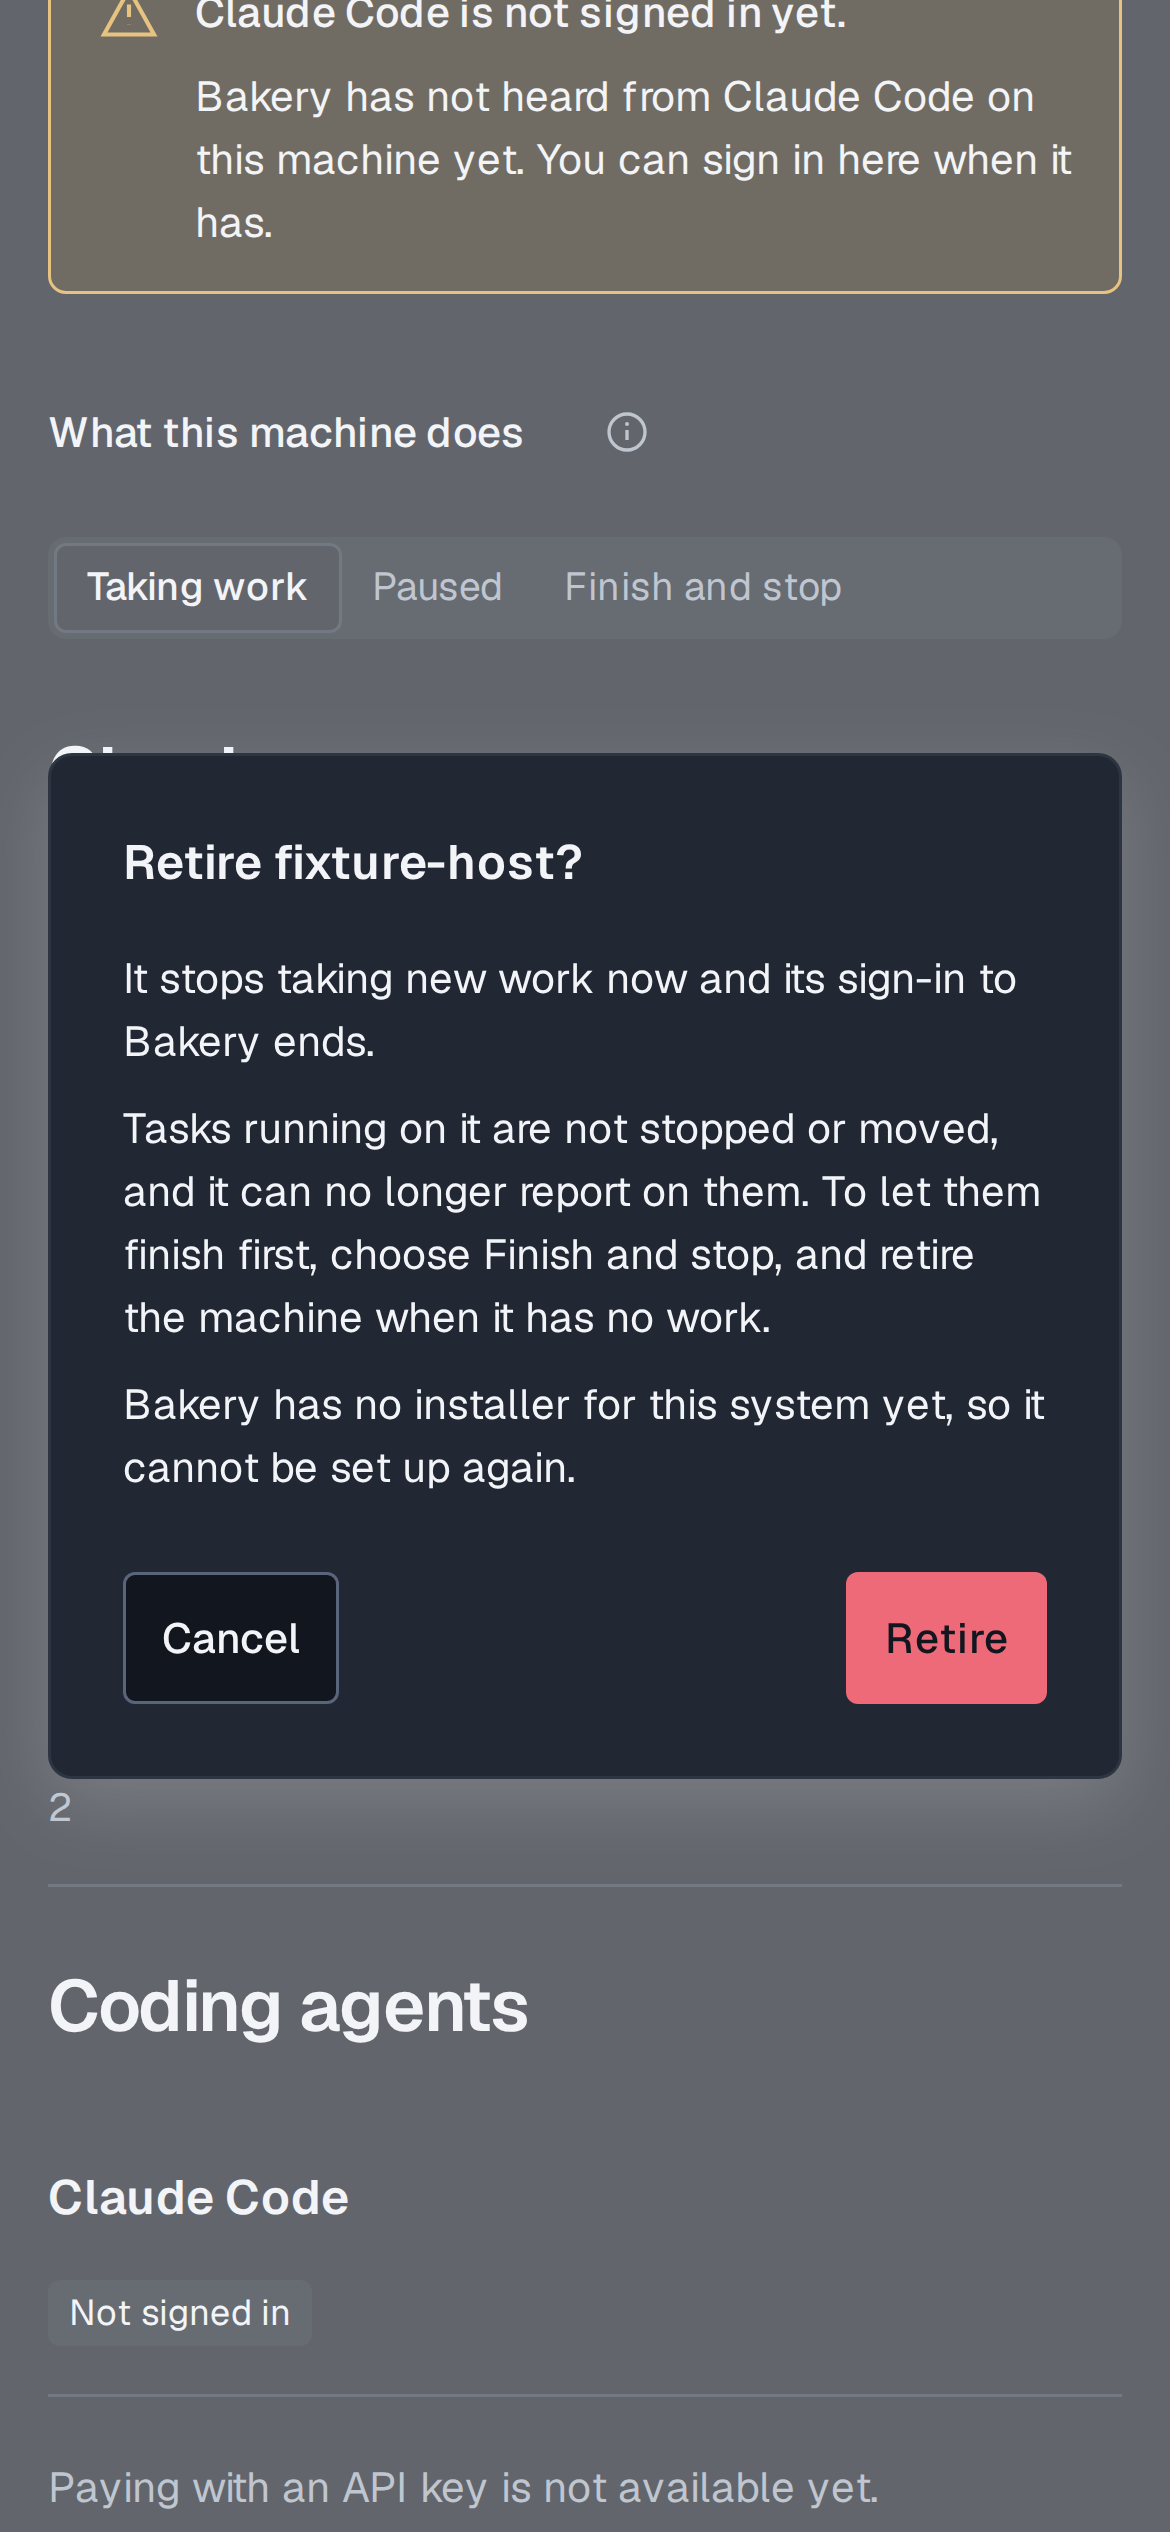 Claude Code is not signed in yet.
Bakery has not heard from Claude Code on
this machine yet. You can sign in here when it
has.
What this machine does
Taking work
Paused
Finish and stop
Retire fixture-host?
It stops taking new work now and its sign-in to
Bakery ends.
Tasks running on it are not stopped or moved,
and it can no longer report on them. To let them
finish first, choose Finish and stop, and retire
the machine when it has no work.
Bakery has no installer for this system yet, so it
cannot be set up again.
Cancel
Retire
2
Coding agents
Claude Code
Not signed in
Paying with an API key is not available yet.